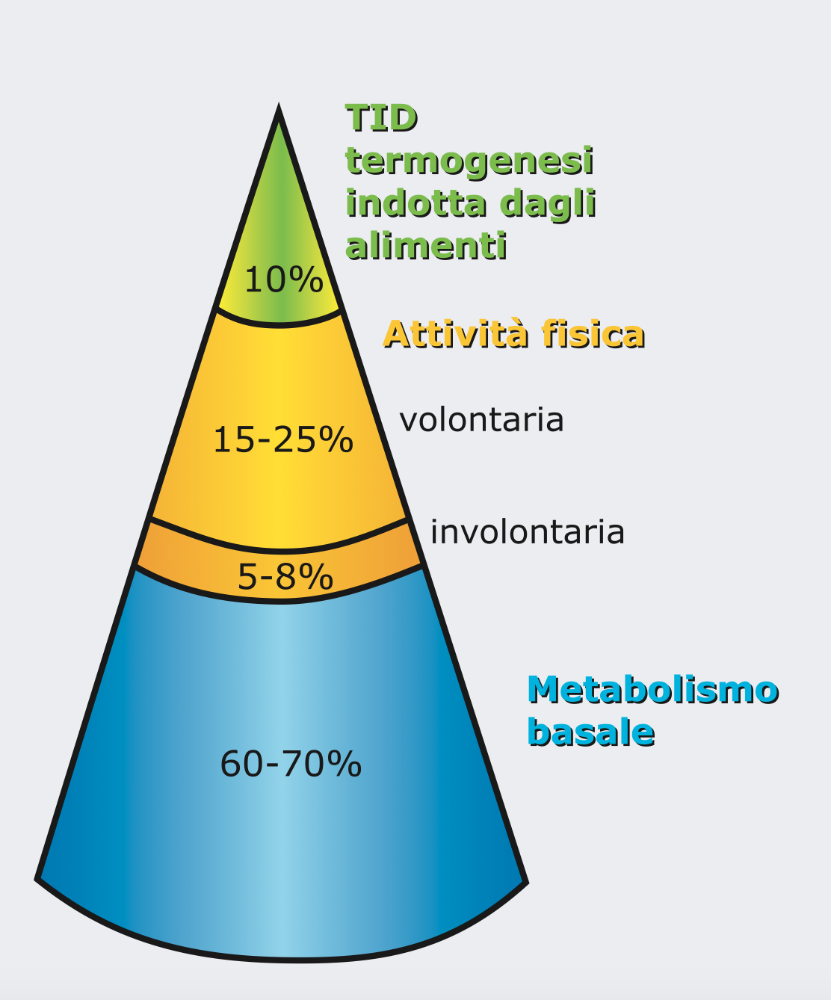 TID
termogenesi
indotta dagli
alimenti
10%
Attività fisica
volontaria
15-25%
involontaria
5-8%
Metabolismo
basale
60-70%